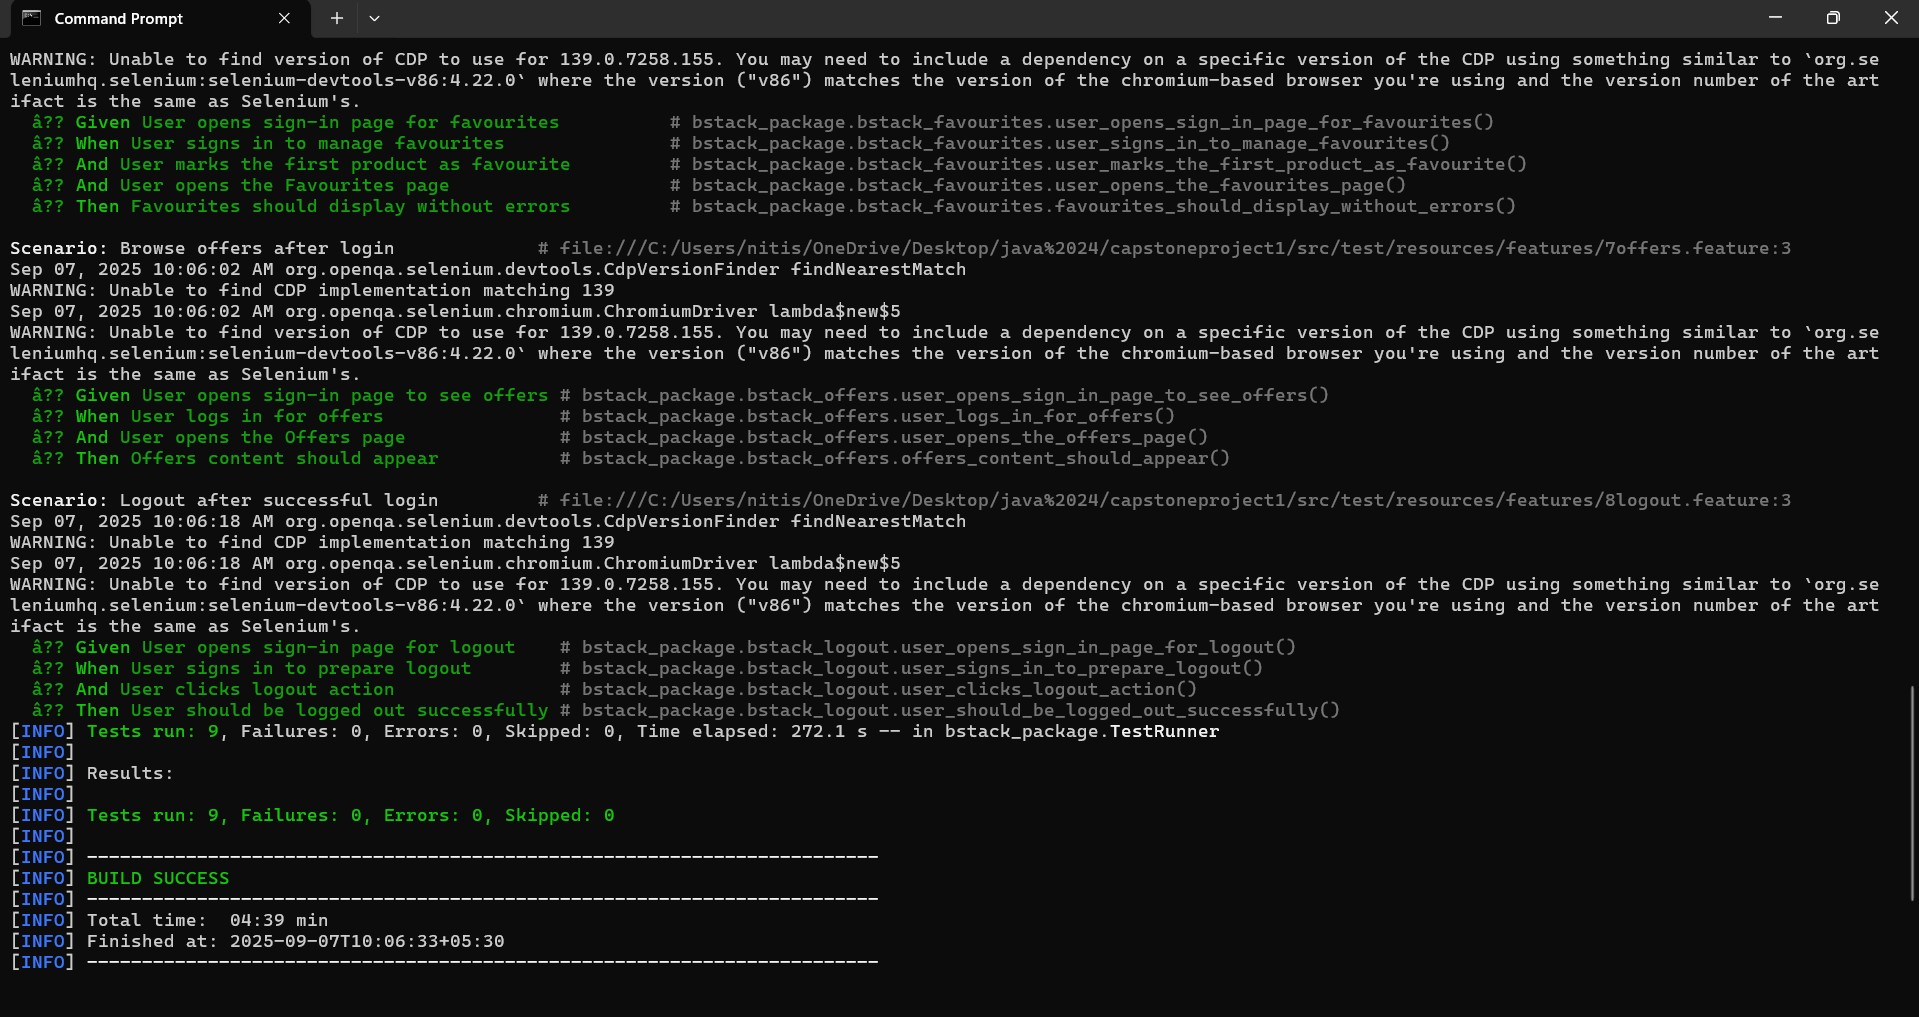 Command Prompt
WARNING: Unable to find version of CDP to use for 139.0.7258.155. You may need to include a dependency on a specific version of the CDP using something similar to `org.se
leniumhq.selenium:selenium-devtools-v86:4.22.0` where the version ("v86") matches the version of the chromium-based browser you're using and the version number of the art
ifact is the same as Selenium's.
â?? Given User opens sign-in page for favourites # bstack_package.bstack_favourites.user_opens_sign_in_page_for_favourites()
â?? When User signs in to manage favourites # bstack_package.bstack_favourites.user_signs_in_to_manage_favourites()
â?? And User marks the first product as favourite # bstack_package.bstack_favourites.user_marks_the_first_product_as_favourite()
â?? And User opens the Favourites page # bstack_package.bstack_favourites.user_opens_the_favourites_page()
â?? Then Favourites should display without errors # bstack_package.bstack_favourites.favourites_should_display_without_errors()
Scenario: Browse offers after login # file:///C:/Users/nitis/OneDrive/Desktop/java%2024/capstoneproject1/src/test/resources/features/7offers.feature:3
Sep 07, 2025 10:06:02 AM org.openqa.selenium.devtools.CdpVersionFinder findNearestMatch
WARNING: Unable to find CDP implementation matching 139
Sep 07, 2025 10:06:02 AM org.openqa.selenium.chromium.ChromiumDriver lambda$new$5
WARNING: Unable to find version of CDP to use for 139.0.7258.155. You may need to include a dependency on a specific version of the CDP using something similar to `org.se
leniumhq.selenium:selenium-devtools-v86:4.22.0` where the version ("v86") matches the version of the chromium-based browser you're using and the version number of the art
ifact is the same as Selenium's.
â?? Given User opens sign-in page to see offers # bstack_package.bstack_offers.user_opens_sign_in_page_to_see_offers()
â?? When User logs in for offers # bstack_package.bstack_offers.user_logs_in_for_offers()
â?? And User opens the Offers page # bstack_package.bstack_offers.user_opens_the_offers_page()
â?? Then Offers content should appear # bstack_package.bstack_offers.offers_content_should_appear()
Scenario: Logout after successful login # file:///C:/Users/nitis/OneDrive/Desktop/java%2024/capstoneproject1/src/test/resources/features/8logout.feature:3
Sep 07, 2025 10:06:18 AM org.openqa.selenium.devtools.CdpVersionFinder findNearestMatch
WARNING: Unable to find CDP implementation matching 139
Sep 07, 2025 10:06:18 AM org.openqa.selenium.chromium.ChromiumDriver lambda$new$5
WARNING: Unable to find version of CDP to use for 139.0.7258.155. You may need to include a dependency on a specific version of the CDP using something similar to `org.se
leniumhq.selenium:selenium-devtools-v86:4.22.0` where the version ("v86") matches the version of the chromium-based browser you're using and the version number of the art
ifact is the same as Selenium's.
â?? Given User opens sign-in page for logout # bstack_package.bstack_logout.user_opens_sign_in_page_for_logout()
â?? When User signs in to prepare logout # bstack_package.bstack_logout.user_signs_in_to_prepare_logout()
â?? And User clicks logout action # bstack_package.bstack_logout.user_clicks_logout_action()
â?? Then User should be logged out successfully # bstack_package.bstack_logout.user_should_be_logged_out_successfully()
[INFO] Tests run: 9, Failures: 0, Errors: 0, Skipped: 0, Time elapsed: 272.1 s -- in bstack_package.TestRunner
[INFO]
[INFO] Results:
[INFO]
[INFO] Tests run: 9, Failures: 0, Errors: 0, Skipped: 0
[INFO]
[INFO] ------------------------------------------------------------------------
[INFO] BUILD SUCCESS
[INFO] ------------------------------------------------------------------------
[INFO] Total time:  04:39 min
[INFO] Finished at: 2025-09-07T10:06:33+05:30
[INFO] ------------------------------------------------------------------------